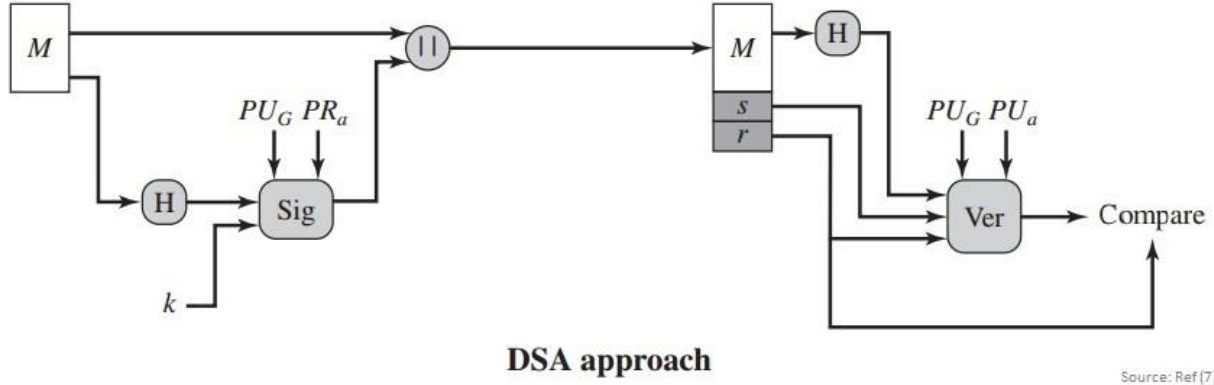 M
||
M
H
s
r
PU_G PR_a
PU_G PU_a
H
Sig
Ver
Compare
k
DSA approach
Source: Ref (7)